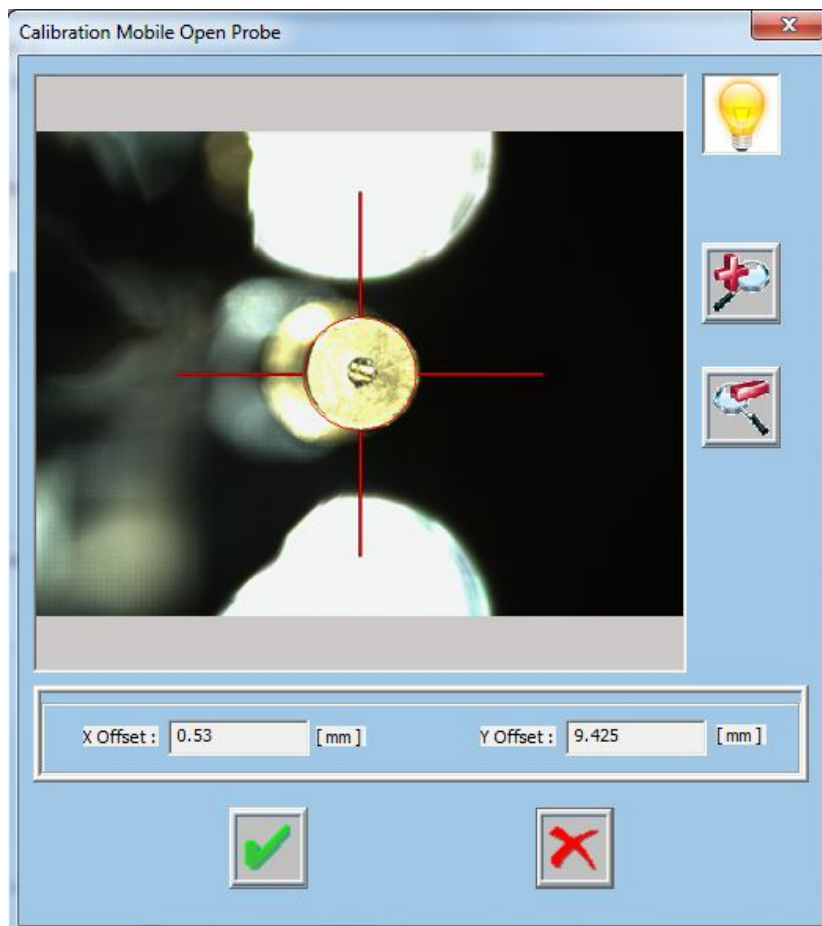 Calibration Mobile Open Probe
X Offset : 0.53 [ mm ] Y Offset : 9.425 [ mm ]